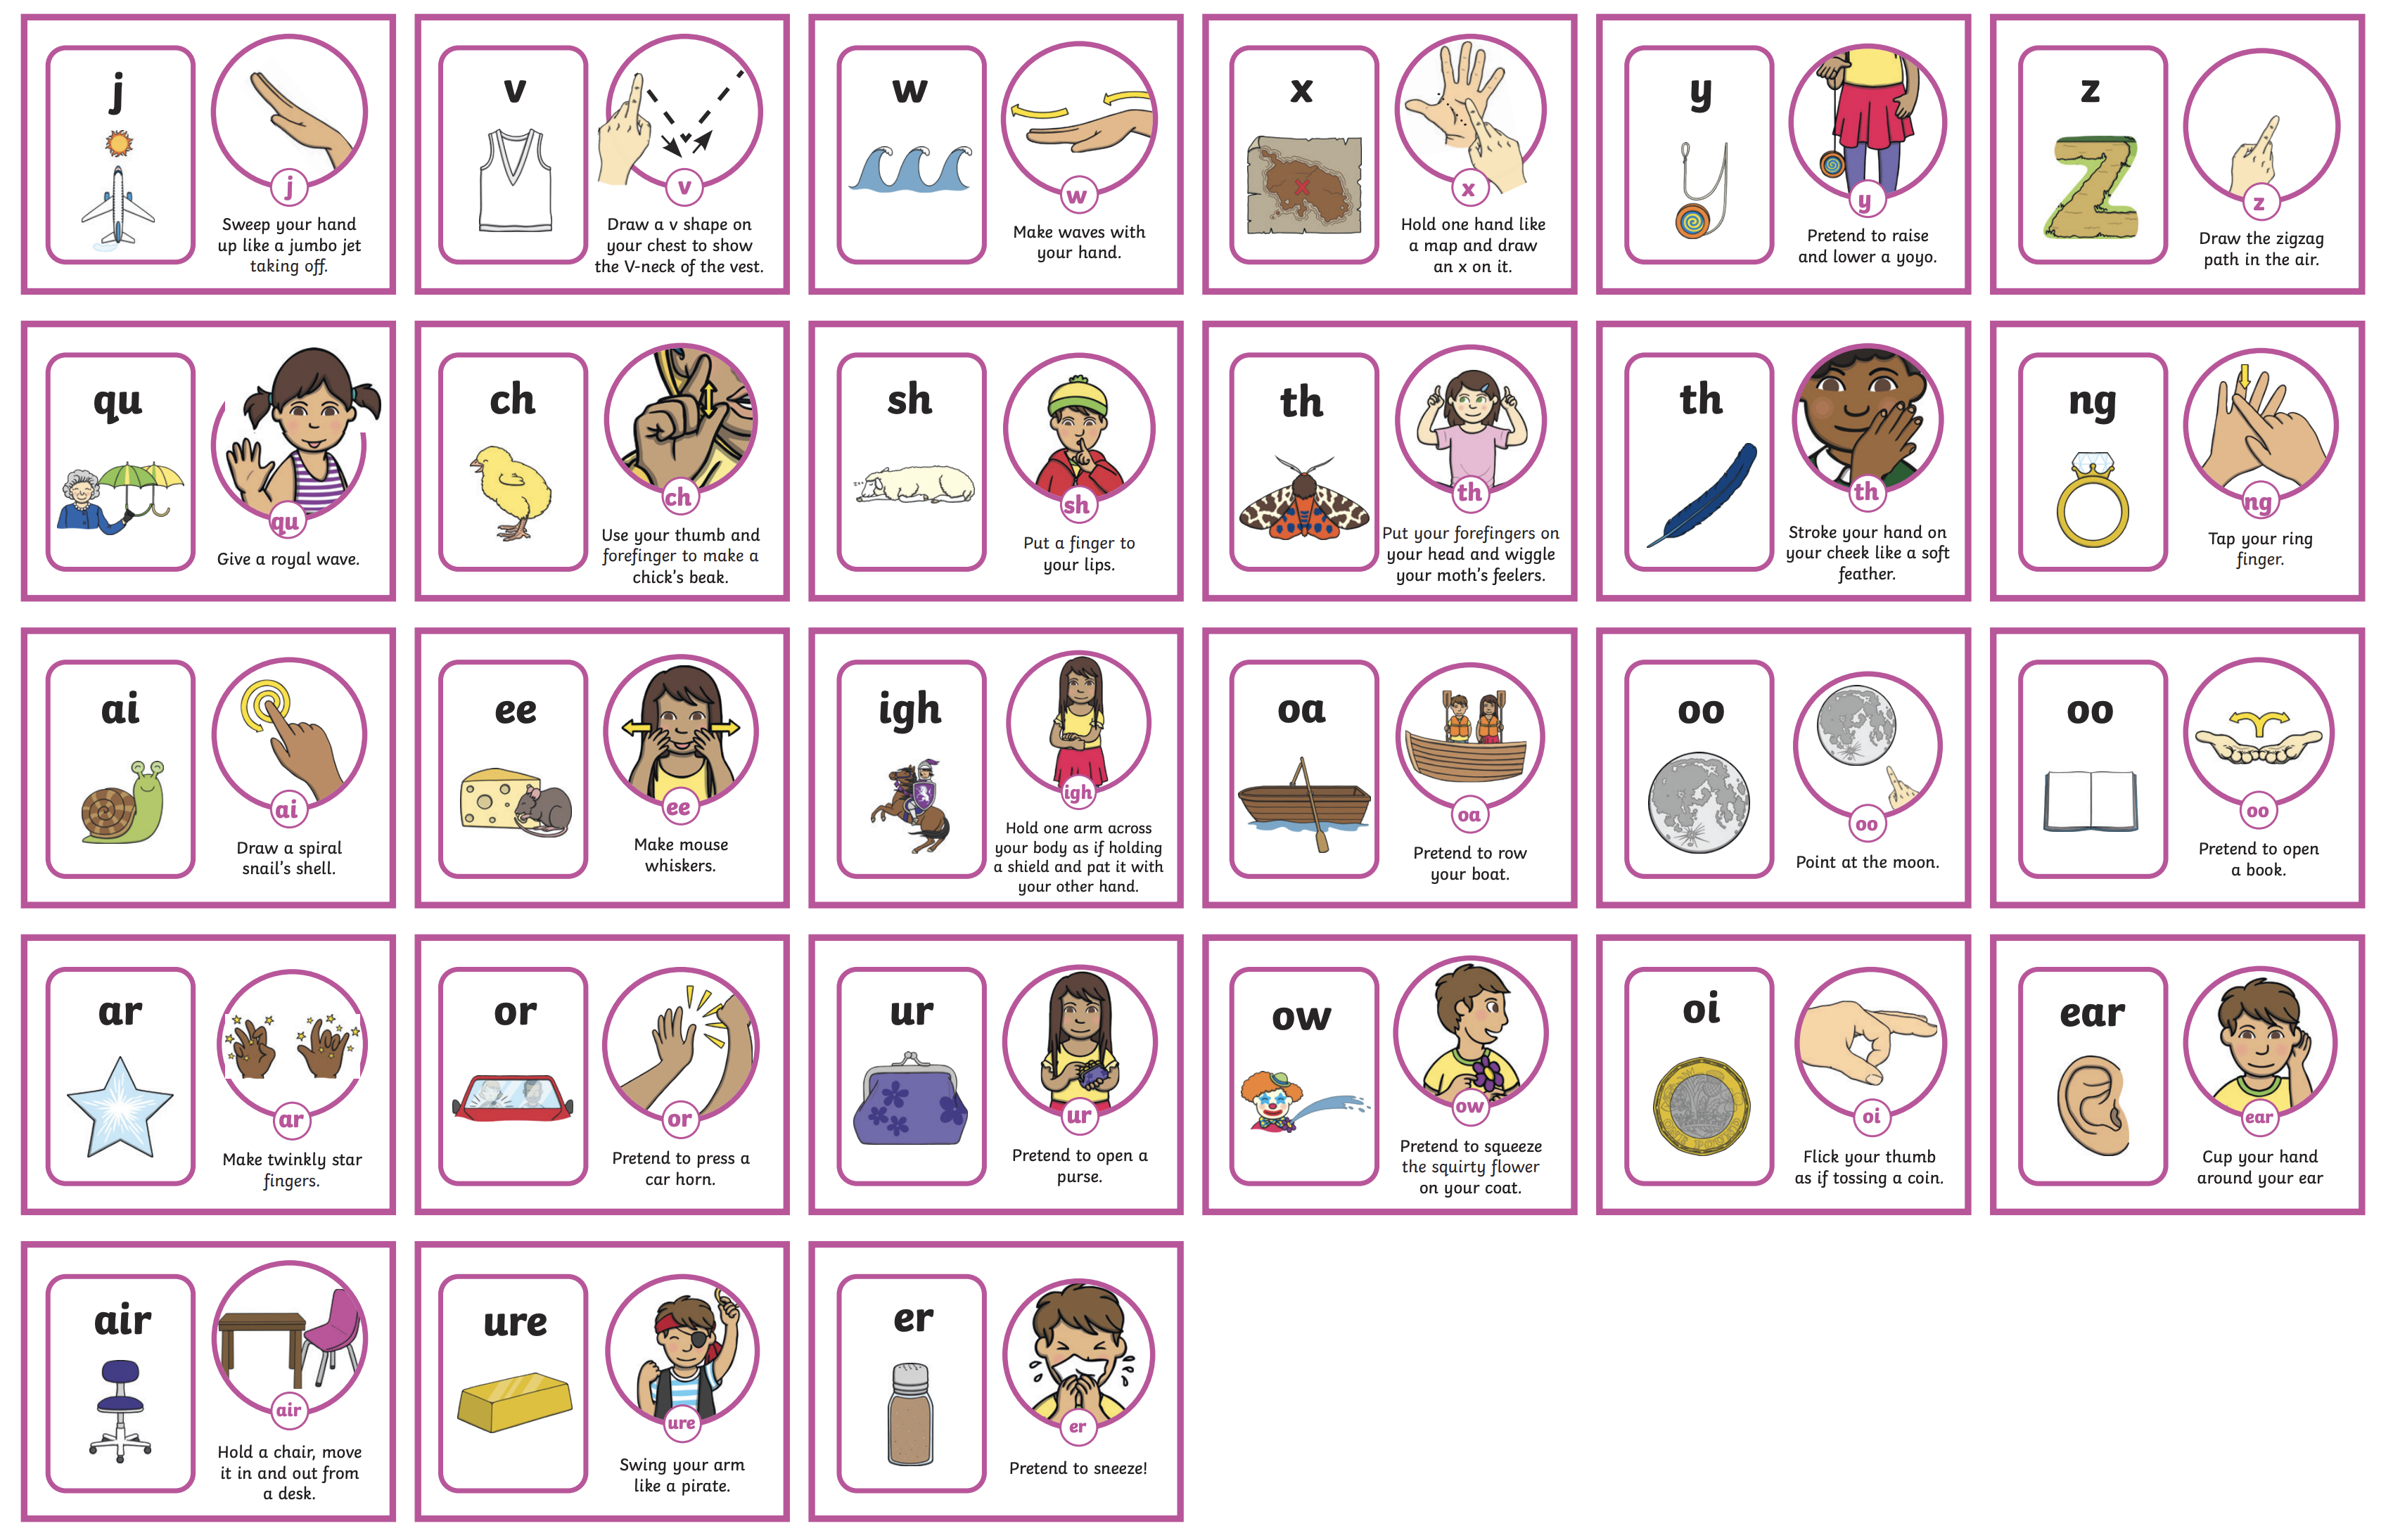 j
j
Sweep your hand
up like a jumbo jet
taking off.
v
v
Draw a v shape on
your chest to show
the V-neck of the vest.
w
w
Make waves with
your hand.
x
x
Hold one hand like
a map and draw
an x on it.
y
y
Pretend to raise
and lower a yoyo.
z
z
Draw the zigzag
path in the air.
qu
qu
Give a royal wave.
ch
ch
Use your thumb and
forefinger to make a
chick's beak.
sh
sh
Put a finger to
your lips.
th
th
Put your forefingers on
your head and wiggle
your moth's feelers.
th
th
Stroke your hand on
your cheek like a soft
feather.
ng
ng
Tap your ring
finger.
ai
ai
Draw a spiral
snail's shell.
ee
ee
Make mouse
whiskers.
igh
igh
Hold one arm across
your body as if holding
a shield and pat it with
your other hand.
oa
oa
Pretend to row
your boat.
oo
oo
Point at the moon.
oo
oo
Pretend to open
a book.
ar
ar
Make twinkly star
fingers.
or
or
Pretend to press a
car horn.
ur
ur
Pretend to open a
purse.
ow
ow
Pretend to squeeze
the squirty flower
on your coat.
oi
oi
Flick your thumb
as if tossing a coin.
ear
ear
Cup your hand
around your ear
air
air
Hold a chair, move
it in and out from
a desk.
ure
ure
Swing your arm
like a pirate.
er
er
Pretend to sneeze!